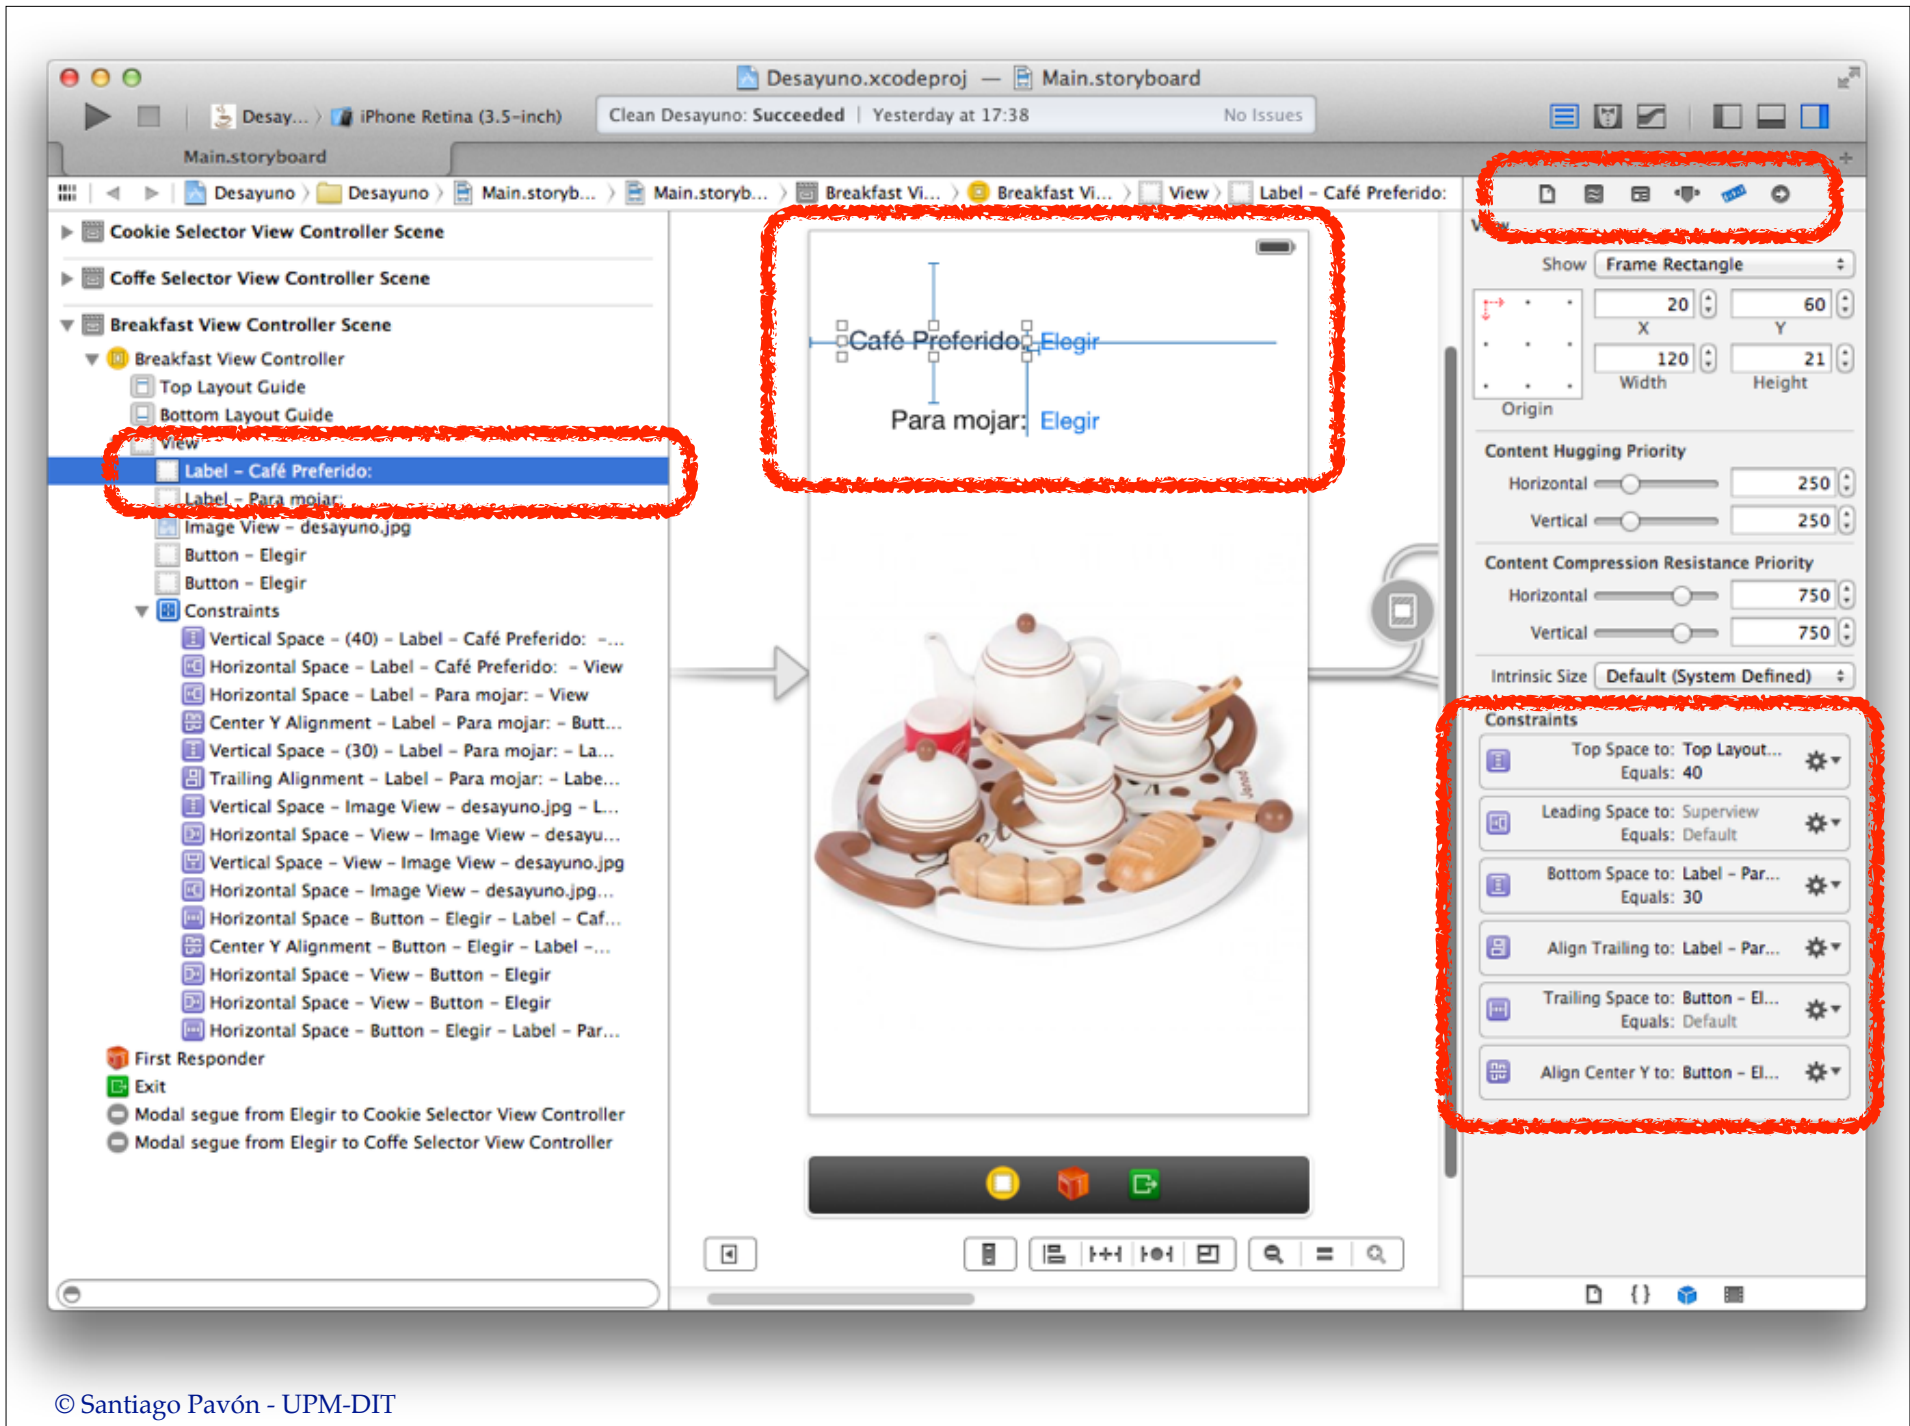 Desayuno.xcodeproj — Main.storyboard
Desay... › iPhone Retina (3.5-inch)
Clean Desayuno: Succeeded | Yesterday at 17:38
No Issues
Main.storyboard
Desayuno › Desayuno › Main.storyb... › Main.storyb... › Breakfast Vi... › Breakfast Vi... › View › Label – Café Preferido:
Cookie Selector View Controller Scene
Coffe Selector View Controller Scene
Breakfast View Controller Scene
Breakfast View Controller
Top Layout Guide
Bottom Layout Guide
View
Label – Café Preferido:
Label – Para mojar:
Image View – desayuno.jpg
Button – Elegir
Button – Elegir
Constraints
Vertical Space – (40) – Label – Café Preferido: –...
Horizontal Space – Label – Café Preferido: – View
Horizontal Space – Label – Para mojar: – View
Center Y Alignment – Label – Para mojar: – Butt...
Vertical Space – (30) – Label – Para mojar: – La...
Trailing Alignment – Label – Para mojar: – Labe...
Vertical Space – Image View – desayuno.jpg – L...
Horizontal Space – View – Image View – desayu...
Vertical Space – View – Image View – desayuno.jpg
Horizontal Space – Image View – desayuno.jpg...
Horizontal Space – Button – Elegir – Label – Caf...
Center Y Alignment – Button – Elegir – Label –...
Horizontal Space – View – Button – Elegir
Horizontal Space – View – Button – Elegir
Horizontal Space – Button – Elegir – Label – Par...
First Responder
Exit
Modal segue from Elegir to Cookie Selector View Controller
Modal segue from Elegir to Coffe Selector View Controller
Café Preferido: Elegir
Para mojar: Elegir
Janod
View
Show Frame Rectangle
20 60
X Y
120 21
Width Height
Origin
Content Hugging Priority
Horizontal 250
Vertical 250
Content Compression Resistance Priority
Horizontal 750
Vertical 750
Intrinsic Size Default (System Defined)
Constraints
Top Space to: Top Layout...
Equals: 40
Leading Space to: Superview
Equals: Default
Bottom Space to: Label – Par...
Equals: 30
Align Trailing to: Label – Par...
Trailing Space to: Button – El...
Equals: Default
Align Center Y to: Button – El...
© Santiago Pavón - UPM-DIT